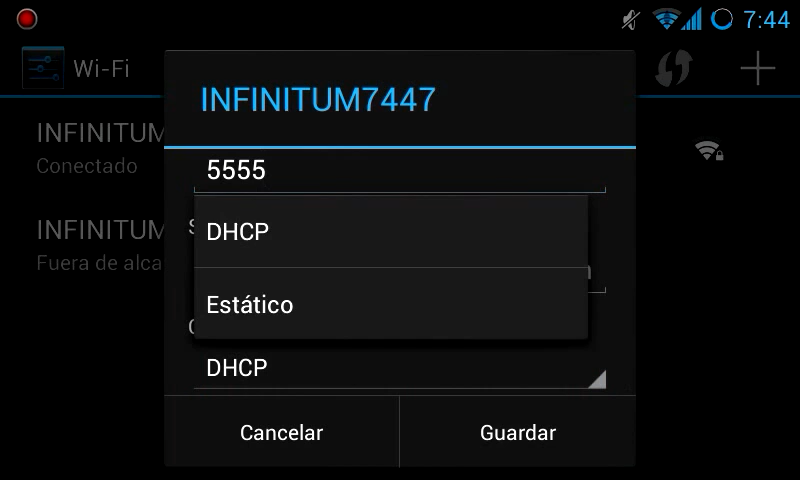 7:44
Wi-Fi
INFINITUM7447
INFINITUM
Conectado
5555
DHCP
INFINITUM
Fuera de alca
Estático
DHCP
Cancelar
Guardar